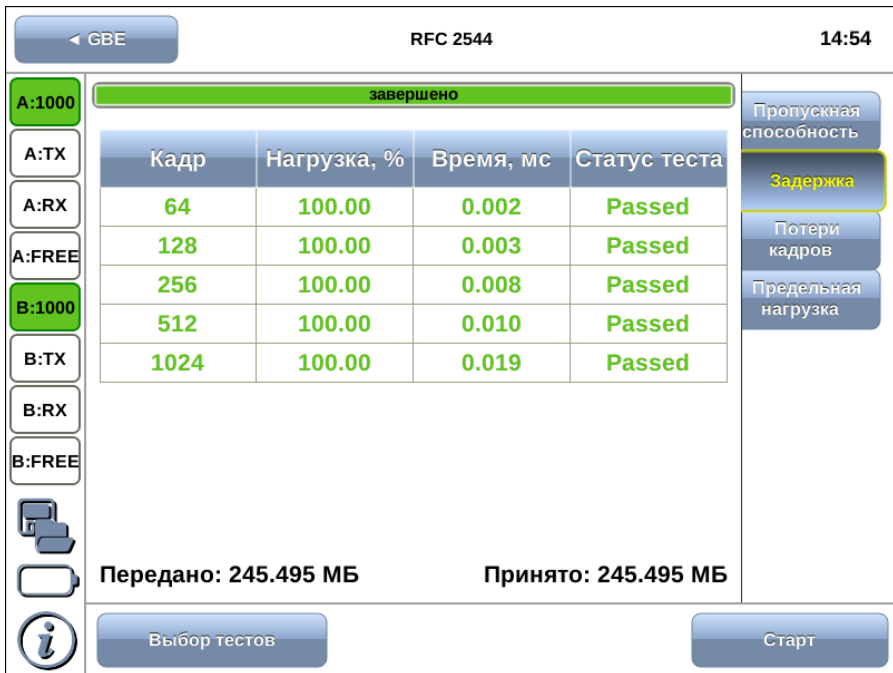 ◄ GBE
RFC 2544
14:54
A:1000
A:TX
A:RX
A:FREE
B:1000
B:TX
B:RX
B:FREE
завершено
Кадр Нагрузка, % Время, мс Статус теста
64 100.00 0.002 Passed
128 100.00 0.003 Passed
256 100.00 0.008 Passed
512 100.00 0.010 Passed
1024 100.00 0.019 Passed
Передано: 245.495 МБ
Принято: 245.495 МБ
Пропускная
способность
Задержка
Потери
кадров
Предельная
нагрузка
i
Выбор тестов
Старт